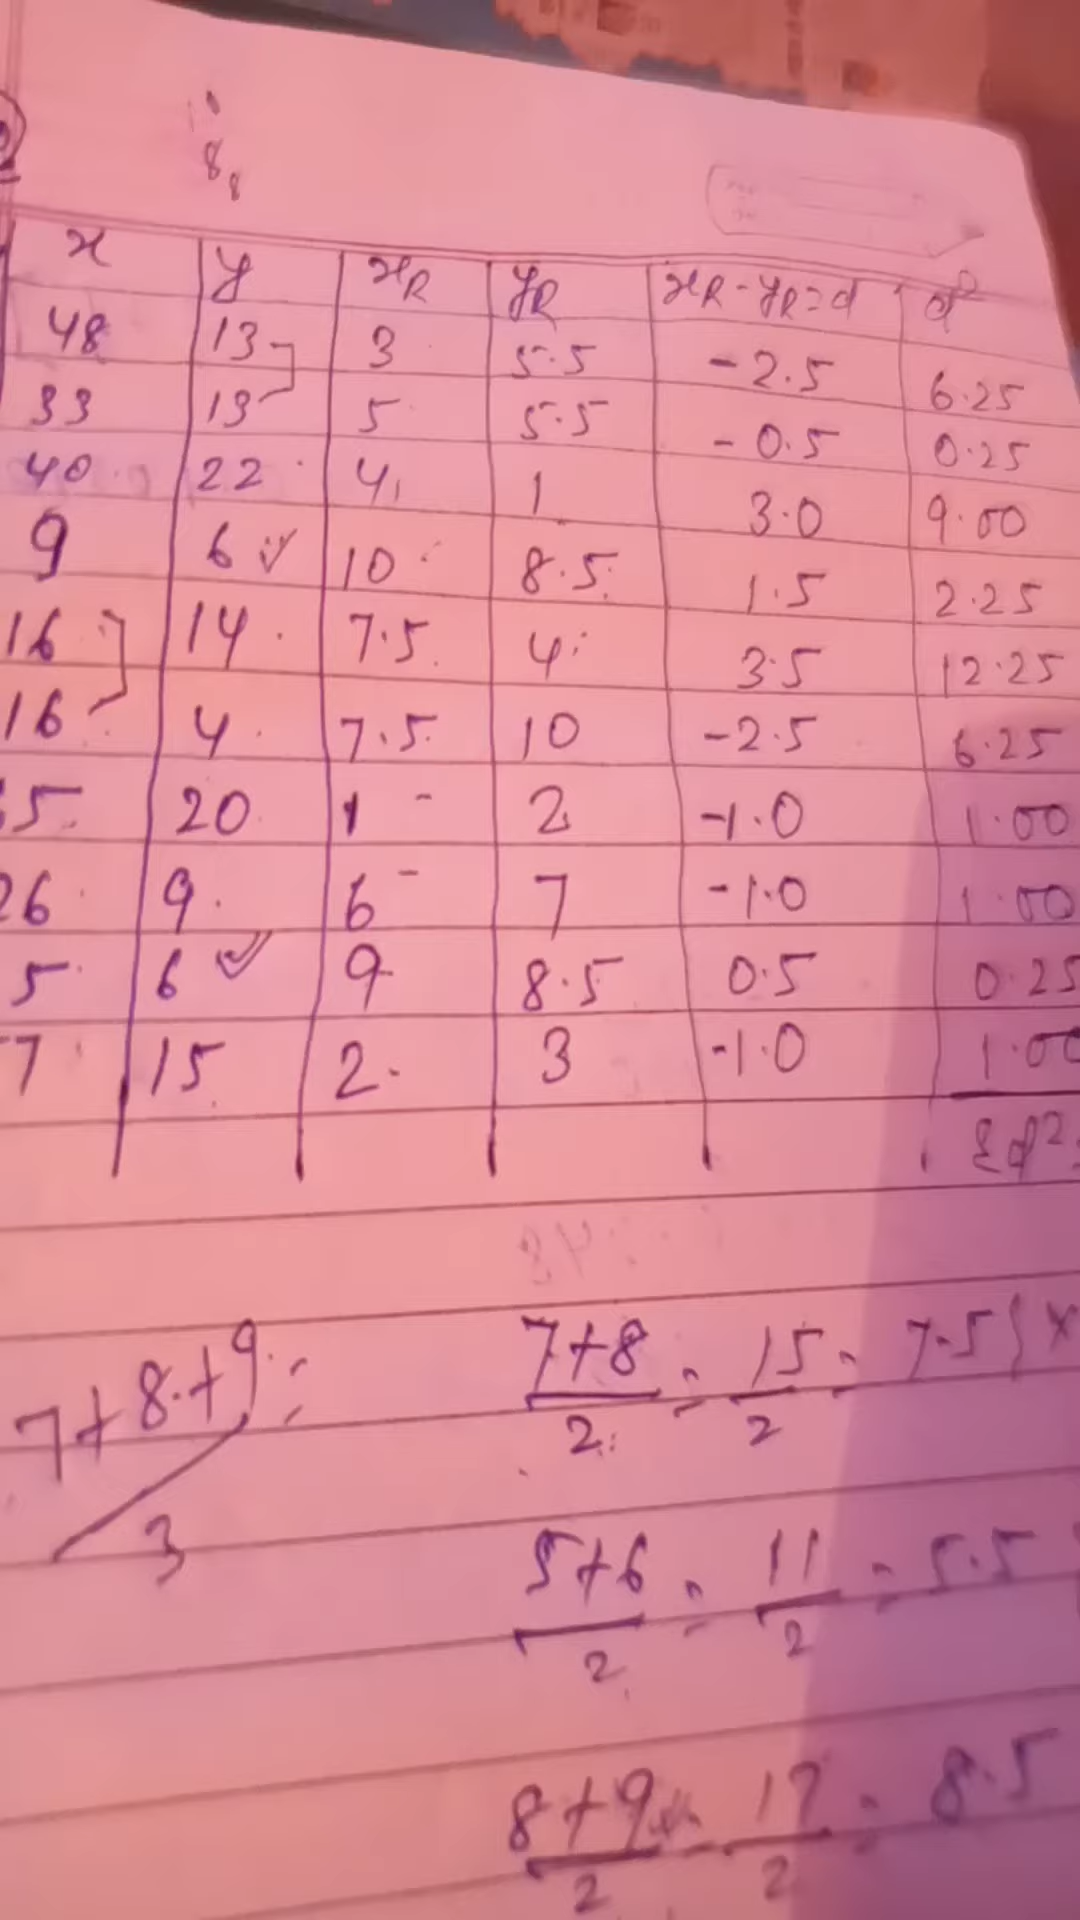 x y xR yR xR-yR=d d²
48 13 3 5.5 -2.5 6.25
33 13 5 5.5 -0.5 0.25
40 22 4 1 3.0 9.00
9 6 10 8.5 1.5 2.25
16 14 7.5 4 3.5 12.25
16 4 7.5 10 -2.5 6.25
5 20 1 2 -1.0 1.00
26 9 6 7 -1.0 1.00
5 6 9 8.5 0.5 0.25
7 15 2 3 -1.0 1.00
Σd²=
7+8+9 / 3 =
7+8 / 2 = 15 / 2 = 7.5} x
5+6 / 2 = 11 / 2 = 5.5
8+9 / 2 = 17 / 2 = 8.5